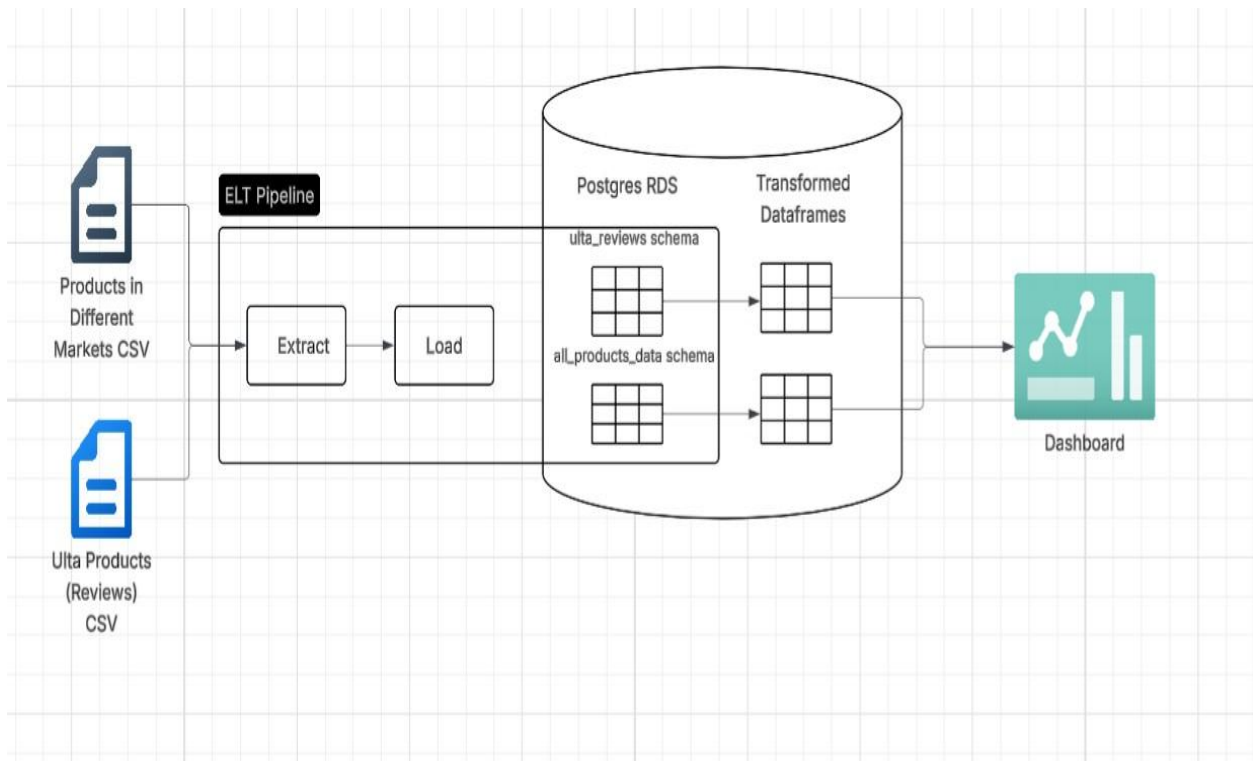 Products in
Different
Markets CSV
Ulta Products
(Reviews)
CSV
ELT Pipeline
Extract
Load
Postgres RDS
ulta_reviews schema
all_products_data schema
Transformed
Dataframes
Dashboard